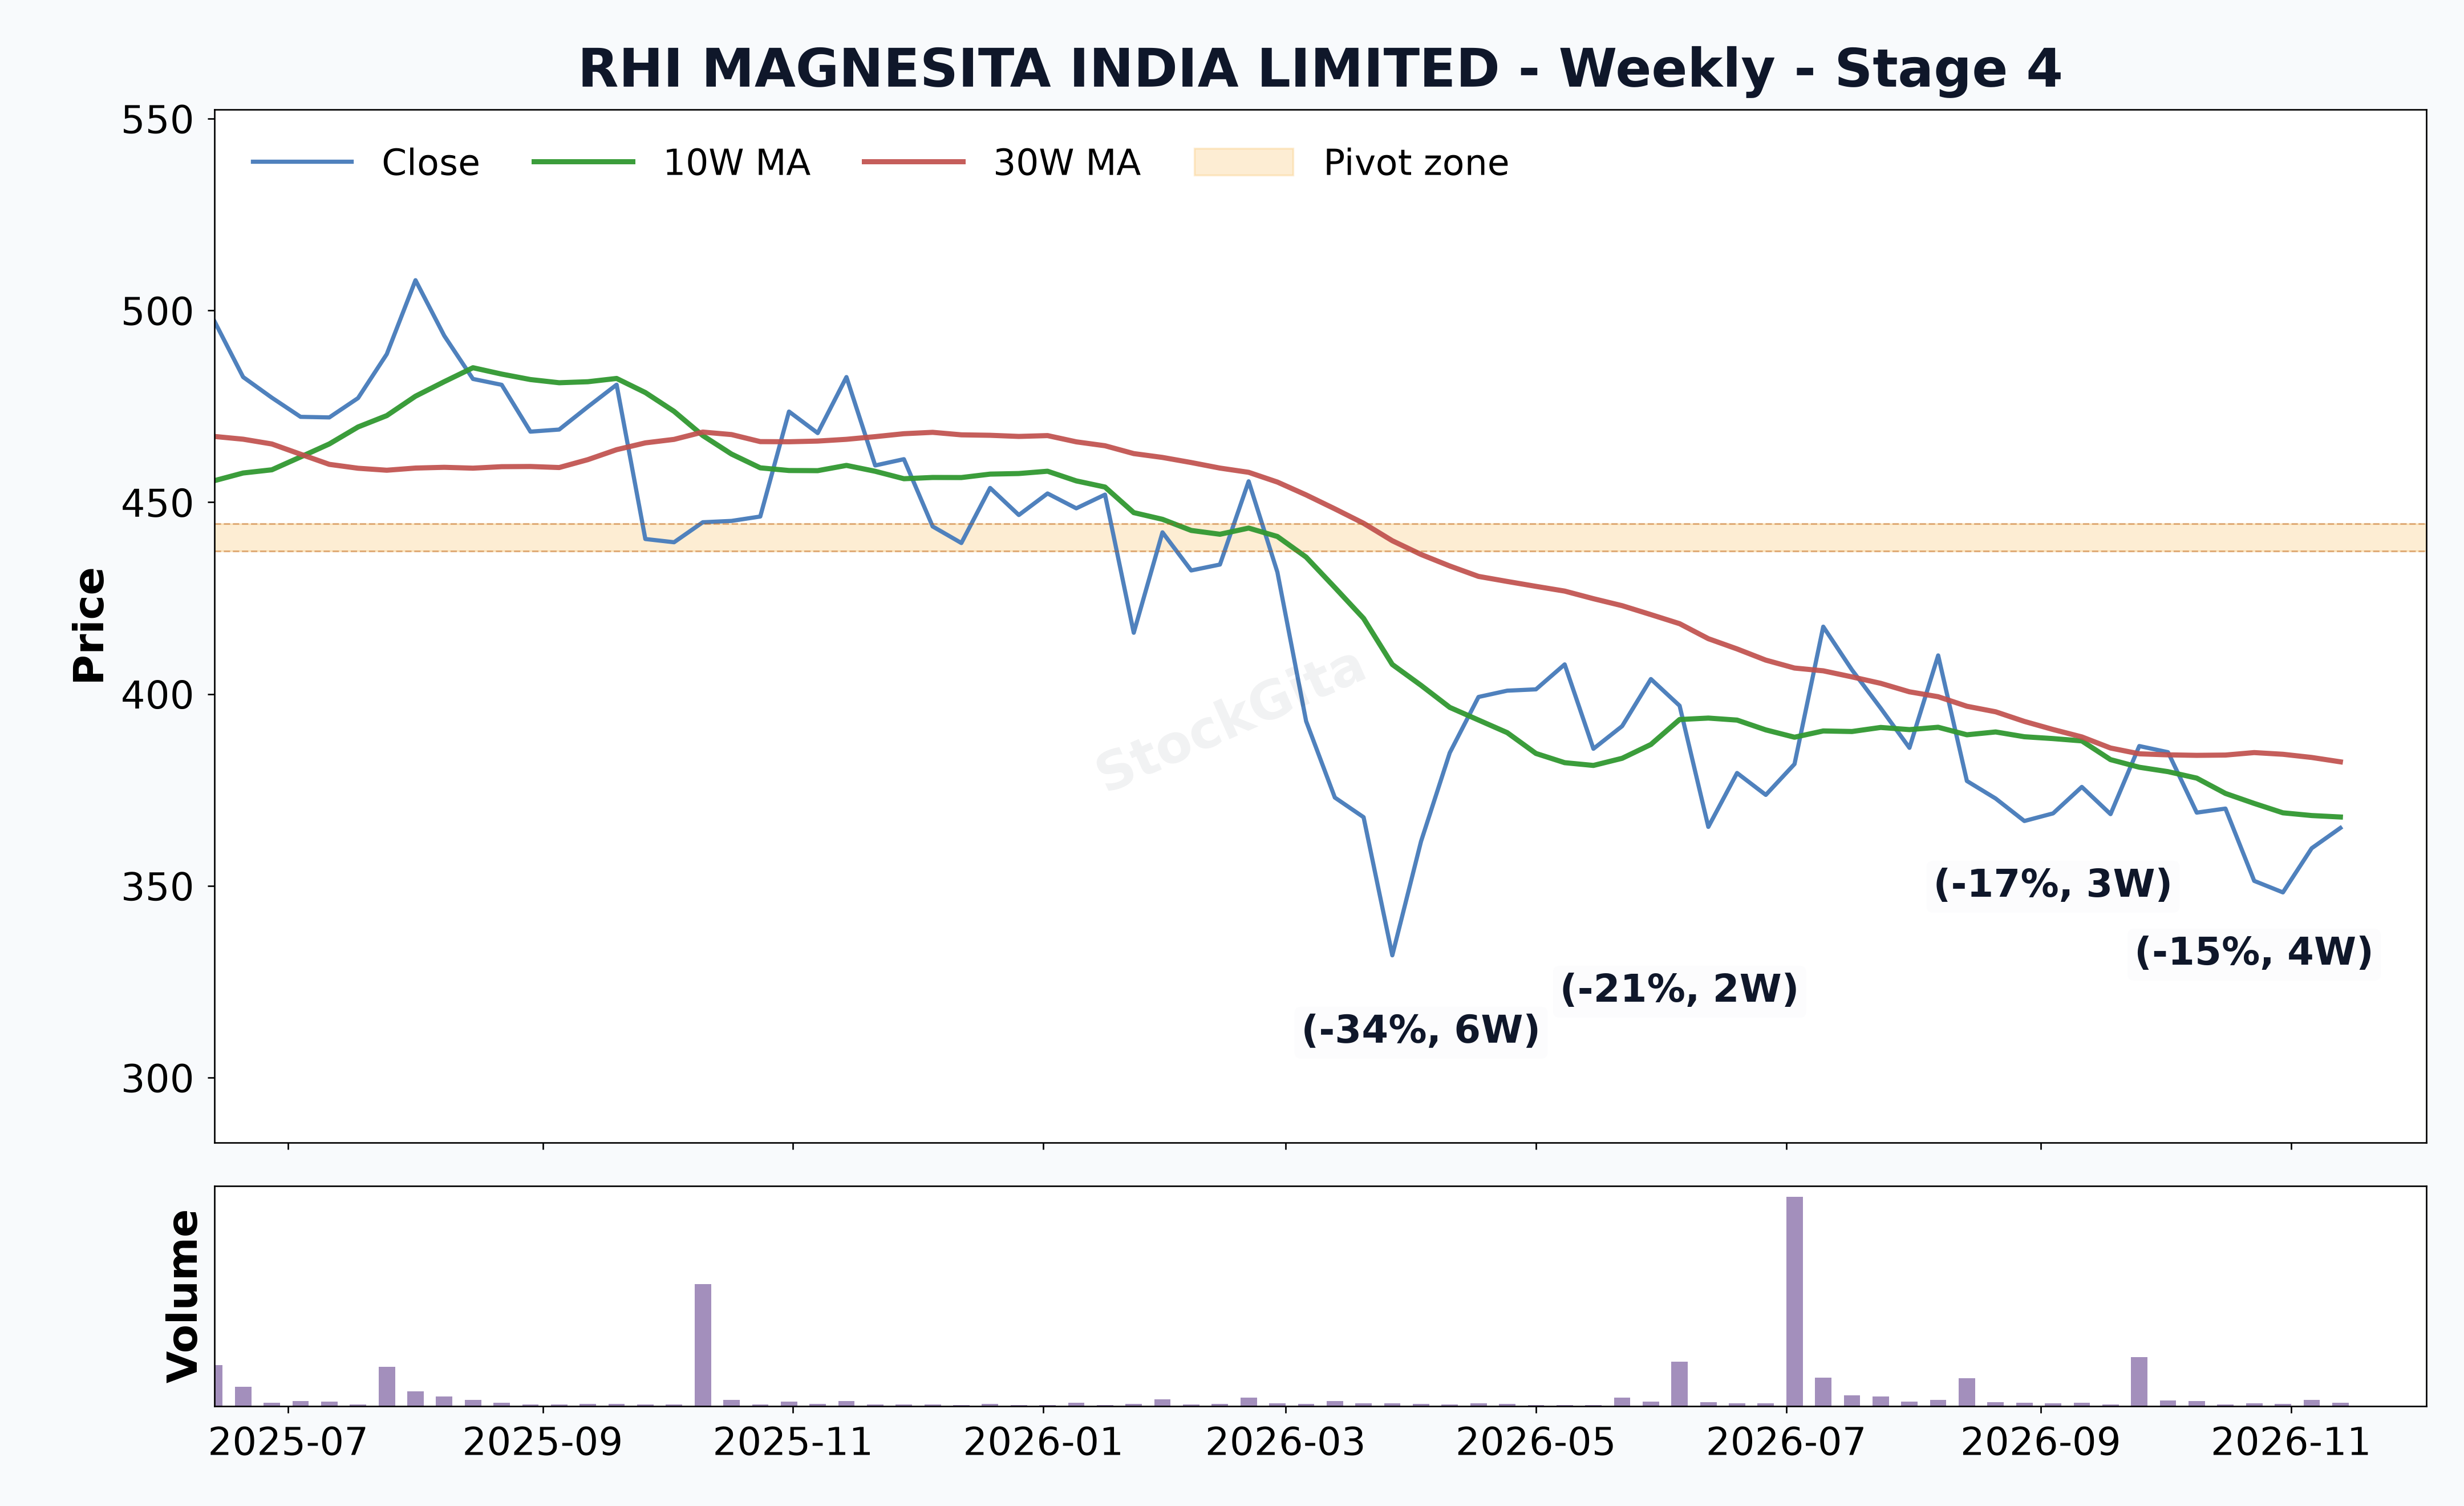 RHI MAGNESITA INDIA LIMITED - Weekly - Stage 4
Close 10W MA 30W MA Pivot zone
550
500
450
400
350
300
Price
StockGita
(-34%, 6W)
(-21%, 2W)
(-17%, 3W)
(-15%, 4W)
Volume
2025-07 2025-09 2025-11 2026-01 2026-03 2026-05 2026-07 2026-09 2026-11